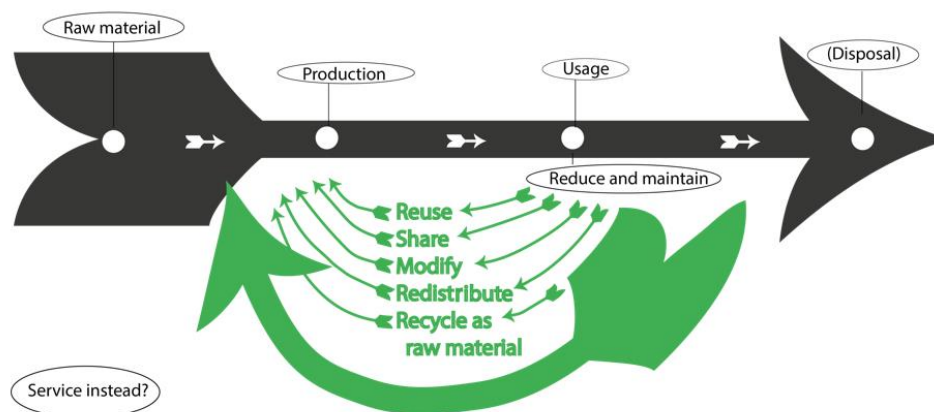 Raw material
Production
Usage
(Disposal)
Reduce and maintain
Reuse
Share
Modify
Redistribute
Recycle as
raw material
Service instead?